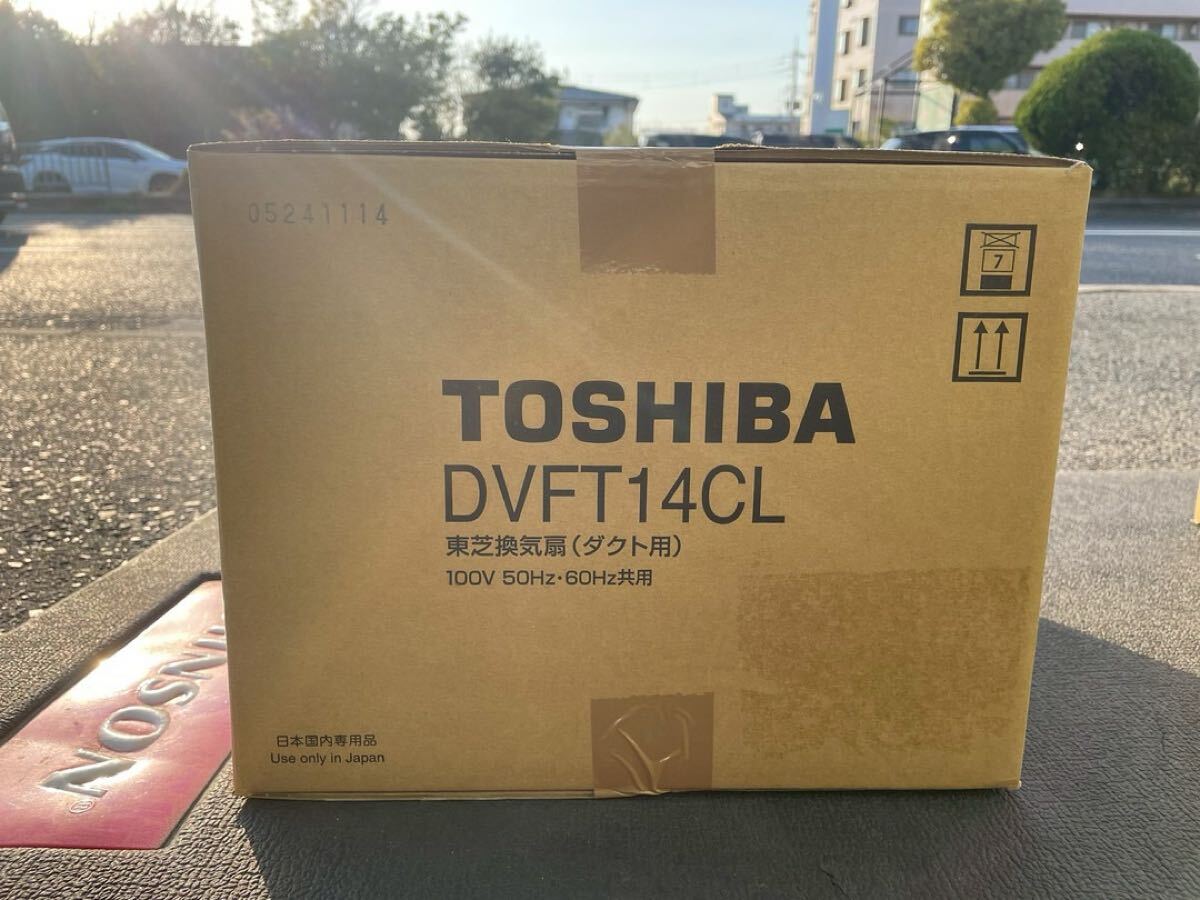 05241114
7
TOSHIBA
DVFT14CL
東芝換気扇(ダクト用)
100V 50Hz・60Hz共用
日本国内専用品
Use only in Japan
NOSNI
®